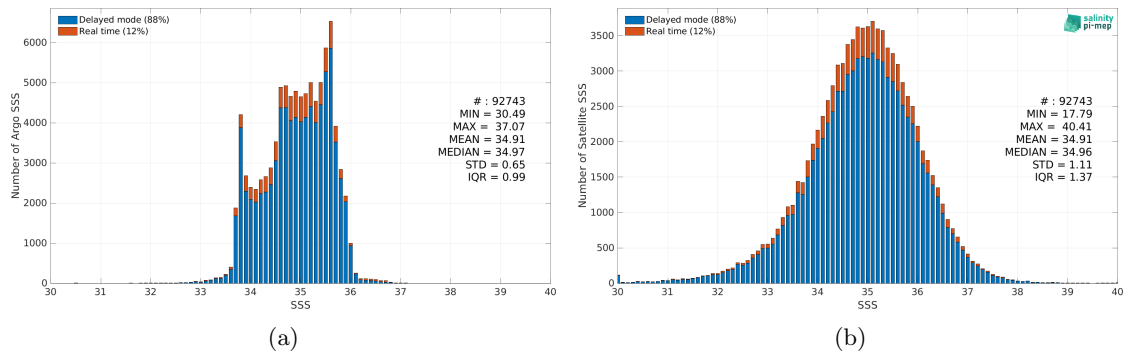 Delayed mode (88%)
Real time (12%)
6000
5000
4000
3000
2000
1000
0
Number of Argo SSS
# : 92743
MIN = 30.49
MAX = 37.07
MEAN = 34.91
MEDIAN = 34.97
STD = 0.65
IQR = 0.99
30 31 32 33 34 35 36 37 38 39 40
SSS
(a)
Delayed mode (88%)
Real time (12%)
salinity
pi-mep
3500
3000
2500
2000
1500
1000
500
0
Number of Satellite SSS
# : 92743
MIN = 17.79
MAX = 40.41
MEAN = 34.91
MEDIAN = 34.96
STD = 1.11
IQR = 1.37
30 31 32 33 34 35 36 37 38 39 40
SSS
(b)